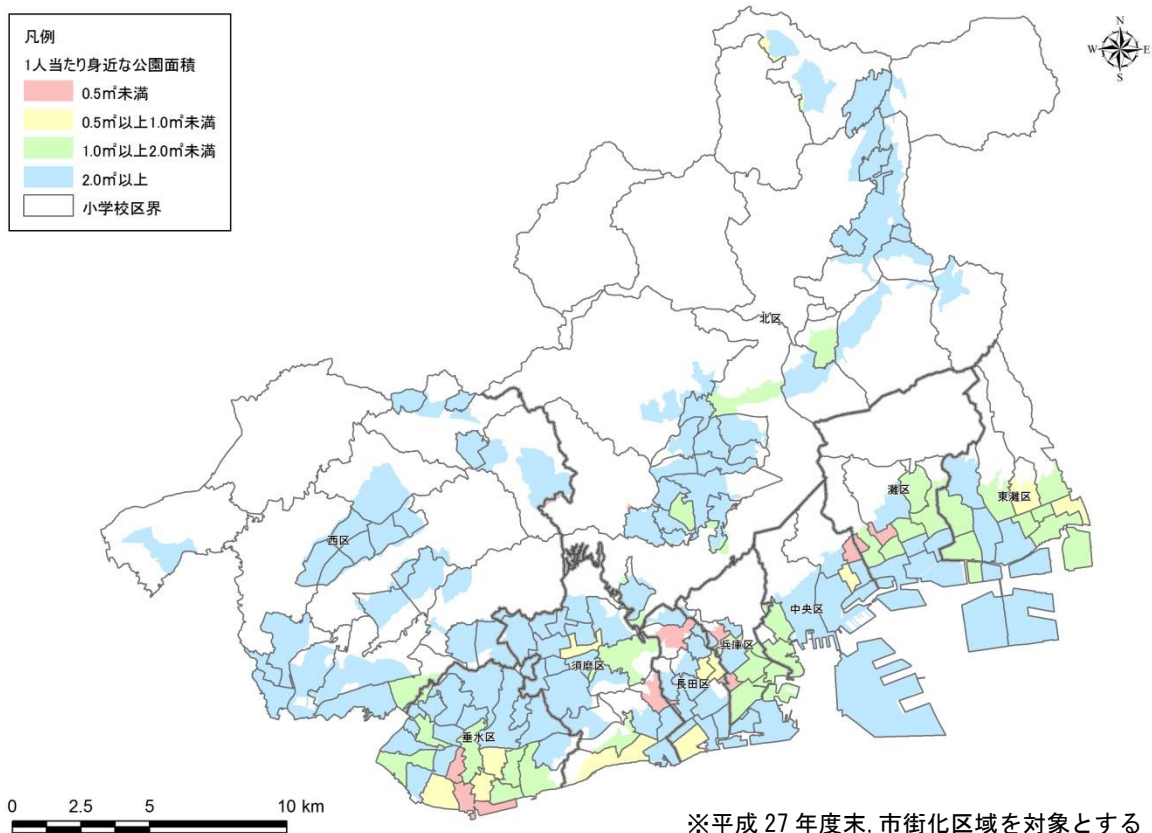 凡例
1人当たり身近な公園面積
0.5㎡未満
0.5㎡以上1.0㎡未満
1.0㎡以上2.0㎡未満
2.0㎡以上
小学校区界
N
W
E
S
北区
灘区
東灘区
西区
中央区
兵庫区
須磨区
長田区
垂水区
0 2.5 5 10 km
※平成 27 年度末, 市街化区域を対象とする